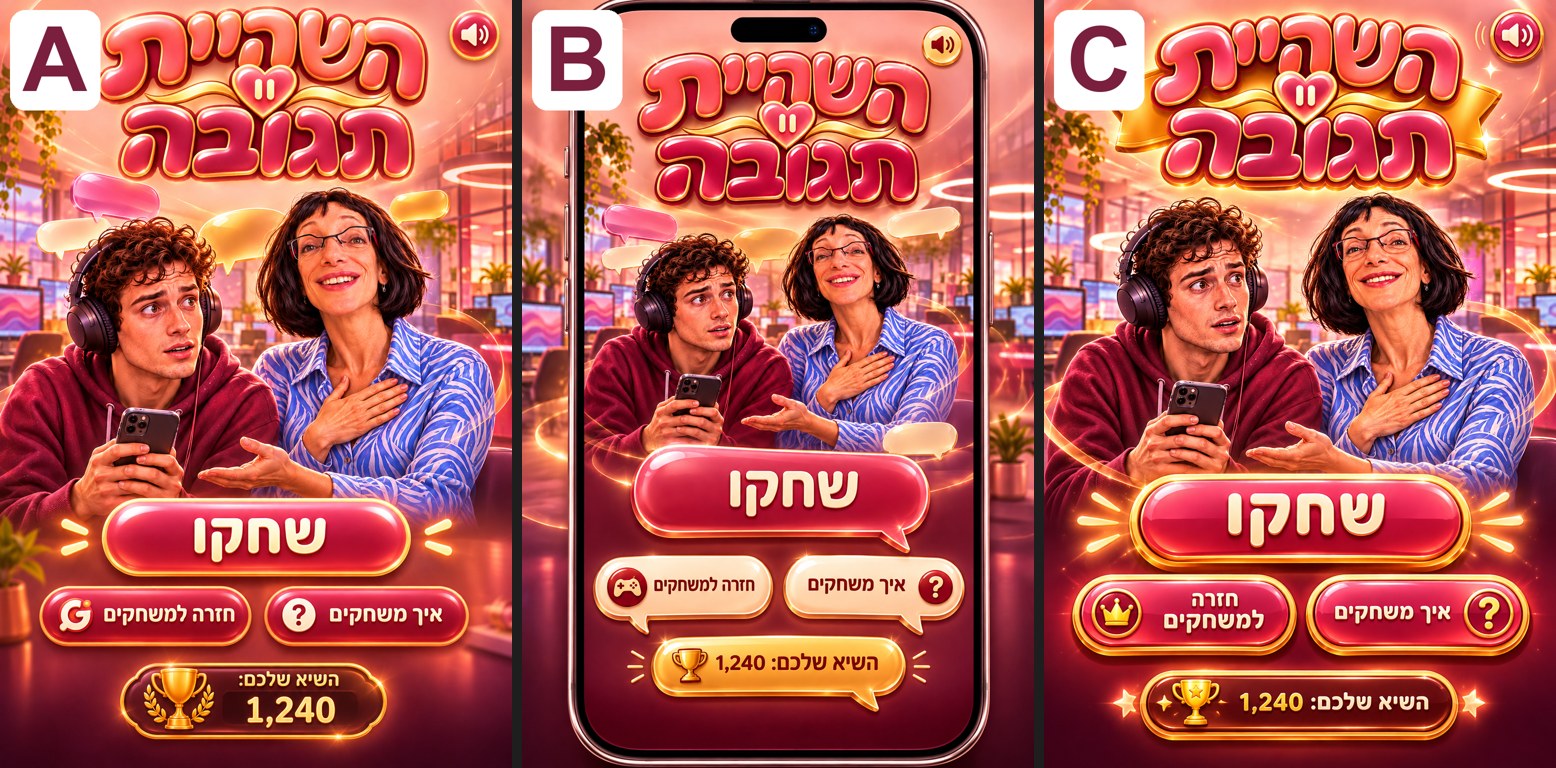 A
השהיית
תגובה
שחקו
איך משחקים
חזרה למשחקים
השיא שלכם:
1,240
B
השהיית
תגובה
שחקו
איך משחקים
חזרה למשחקים
השיא שלכם: 1,240
C
השהיית
תגובה
שחקו
איך משחקים
חזרה
למשחקים
השיא שלכם: 1,240